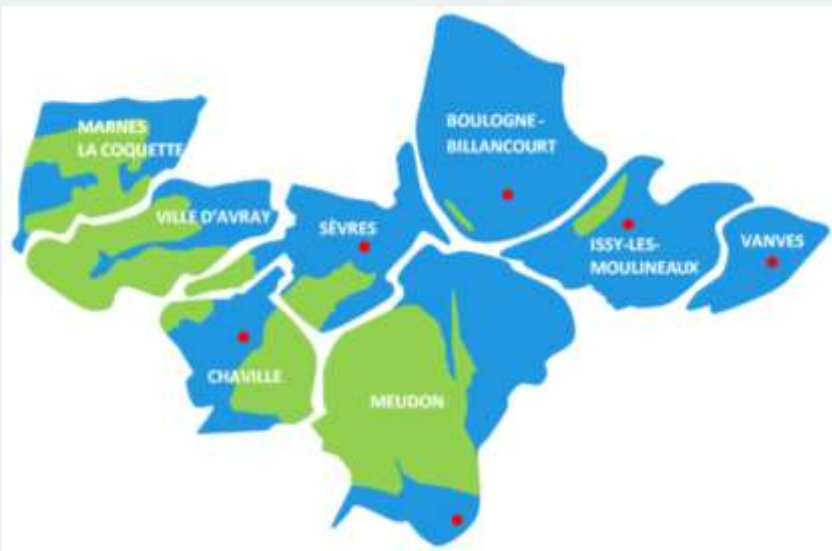 MARNES
LA COQUETTE
VILLE D'AVRAY
SÈVRES
BOULOGNE-
BILLANCOURT
ISSY-LES-
MOULINEAUX
VANVES
CHAVILLE
MEUDON